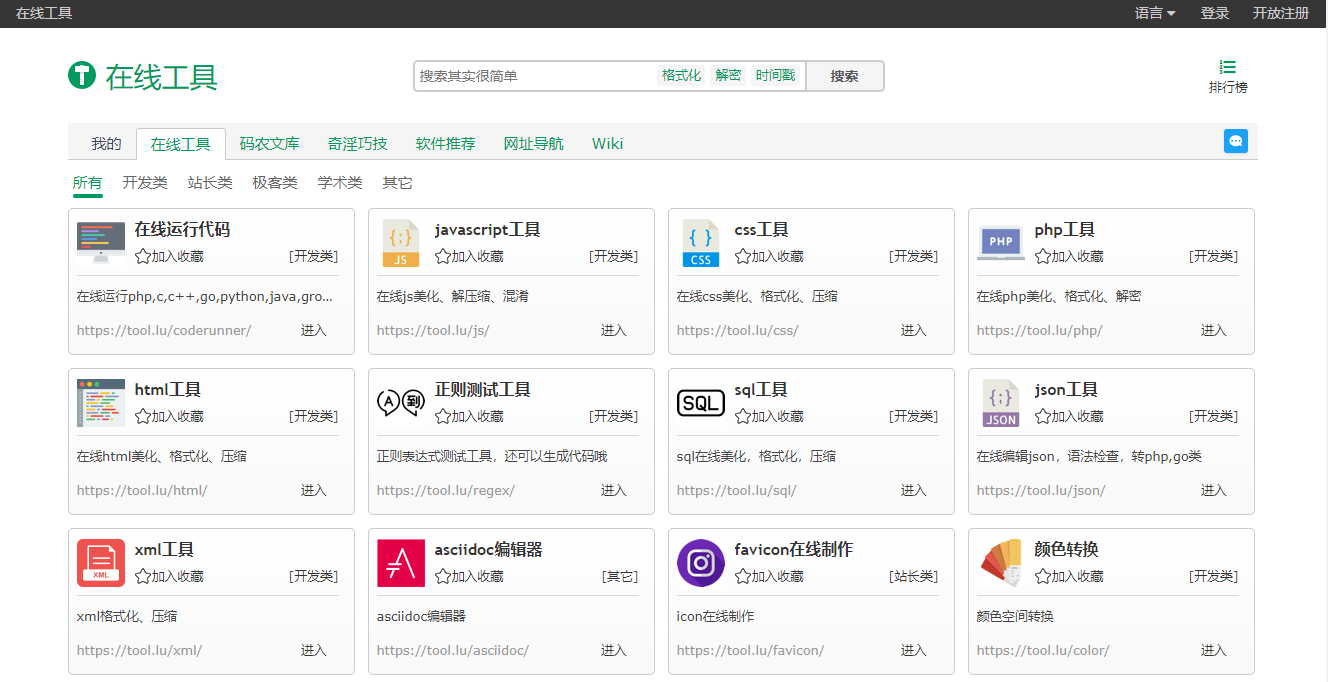 在线工具 语言 登录 开放注册
在线工具 搜索其实很简单 格式化 解密 时间戳 搜索 排行榜
我的 在线工具 码农文库 奇淫巧技 软件推荐 网址导航 Wiki
所有 开发类 站长类 极客类 学术类 其它
在线运行代码
加入收藏 [开发类]
在线运行php,c,c++,go,python,java,gro...
https://tool.lu/coderunner/ 进入
JS
javascript工具
加入收藏 [开发类]
在线js美化、解压缩、混淆
https://tool.lu/js/ 进入
CSS
css工具
加入收藏 [开发类]
在线css美化、格式化、压缩
https://tool.lu/css/ 进入
PHP
php工具
加入收藏 [开发类]
在线php美化、格式化、解密
https://tool.lu/php/ 进入
html工具
加入收藏 [开发类]
在线html美化、格式化、压缩
https://tool.lu/html/ 进入
A 到
正则测试工具
加入收藏 [开发类]
正则表达式测试工具，还可以生成代码哦
https://tool.lu/regex/ 进入
SQL
sql工具
加入收藏 [开发类]
sql在线美化，格式化，压缩
https://tool.lu/sql/ 进入
JSON
json工具
加入收藏 [开发类]
在线编辑json，语法检查，转php,go类
https://tool.lu/json/ 进入
XML
xml工具
加入收藏 [开发类]
xml格式化、压缩
https://tool.lu/xml/ 进入
asciidoc编辑器
加入收藏 [其它]
asciidoc编辑器
https://tool.lu/asciidoc/ 进入
favicon在线制作
加入收藏 [站长类]
icon在线制作
https://tool.lu/favicon/ 进入
颜色转换
加入收藏 [开发类]
颜色空间转换
https://tool.lu/color/ 进入